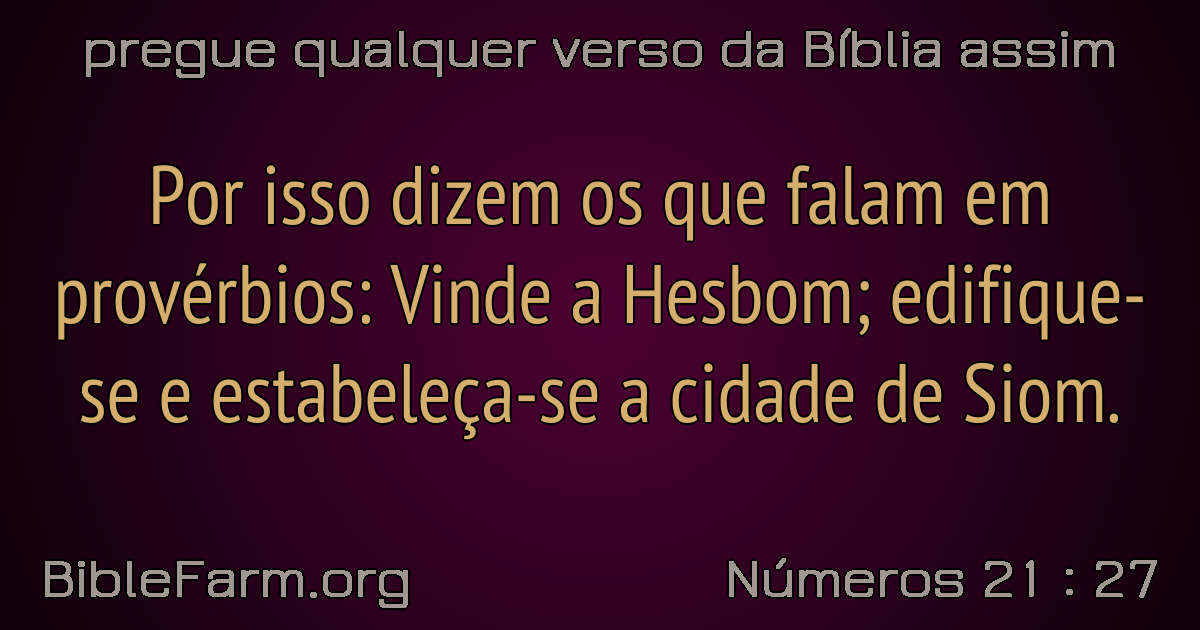 pregue qualquer verso da Bíblia assim
Por isso dizem os que falam em
provérbios: Vinde a Hesbom; edifique-
se e estabeleça-se a cidade de Siom.
BibleFarm.org
Números 21 : 27